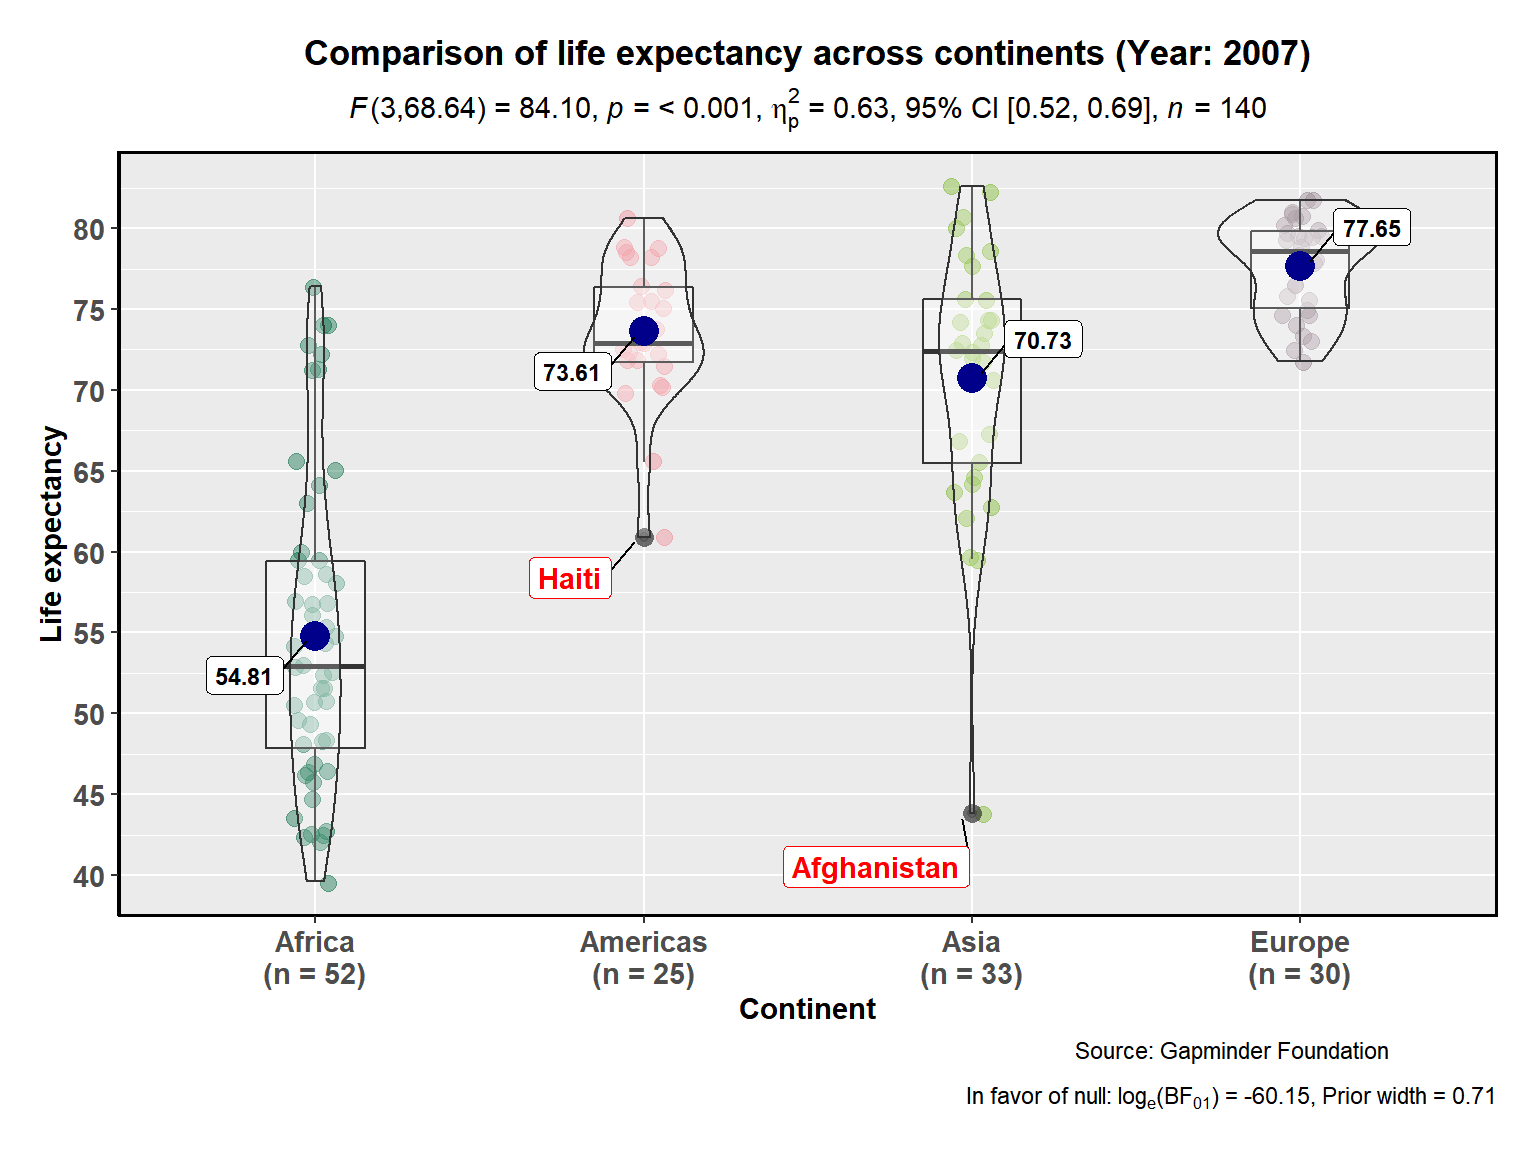 Comparison of life expectancy across continents (Year: 2007)
F(3,68.64) = 84.10, p = < 0.001, η²ₚ = 0.63, 95% CI [0.52, 0.69], n = 140
Life expectancy
80
75
70
65
60
55
50
45
40
54.81
73.61
70.73
77.65
Haiti
Afghanistan
Africa
(n = 52)
Americas
(n = 25)
Asia
(n = 33)
Europe
(n = 30)
Continent
Source: Gapminder Foundation
In favor of null: logₑ(BF₀₁) = -60.15, Prior width = 0.71